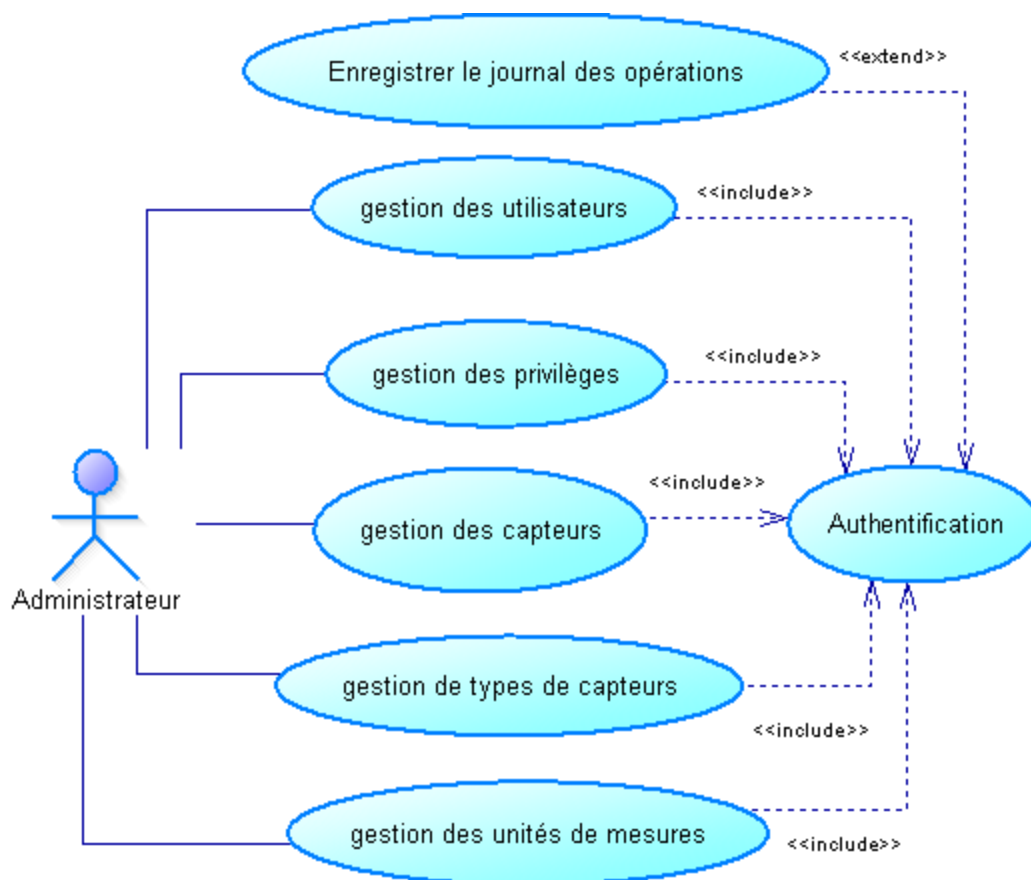 Enregistrer le journal des opérations
<<extend>>
gestion des utilisateurs
<<include>>
gestion des privilèges
<<include>>
gestion des capteurs
<<include>>
Authentification
Administrateur
gestion de types de capteurs
<<include>>
gestion des unités de mesures
<<include>>